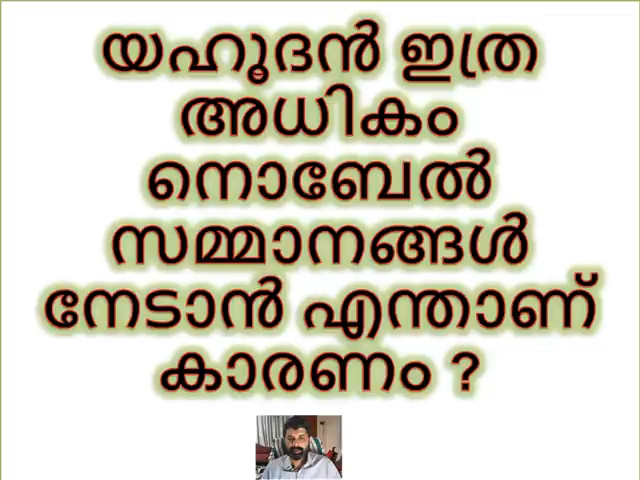 യഹൂദൻ ഇത്ര
അധികം
നൊബേൽ
സമ്മാനങ്ങൾ
നേടാൻ എന്താണ്
കാരണം ?